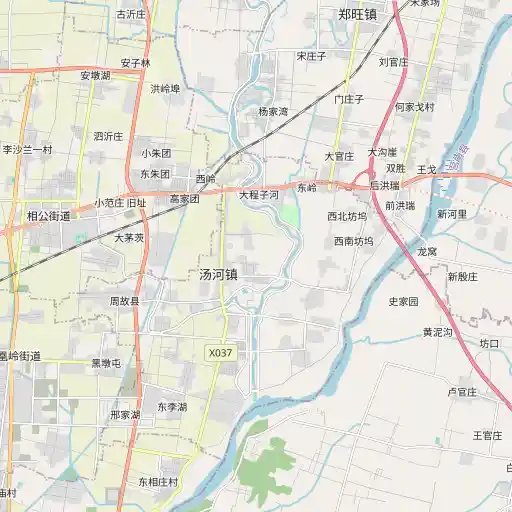 宋家场
古沂庄
郑旺镇
安子林
宋庄子
刘官庄
安墩湖
洪岭埠
门庄子
杨家湾
何家戈村
泗沂庄
李沙兰一村
小朱团
大官庄
大沟崖
双胜
王戈
东朱团
西岭
东岭
后洪瑞
小范庄 旧址
高家团
大程子河
前洪瑞
相公街道
西北坊坞
新河里
大茅茨
西南坊坞
龙窝
汤河镇
新殷庄
周故县
史家园
黄泥沟
坊口
X037
凰岭街道
黑墩屯
卢官庄
东李湖
邢家湖
王官庄
东相庄村
庙村